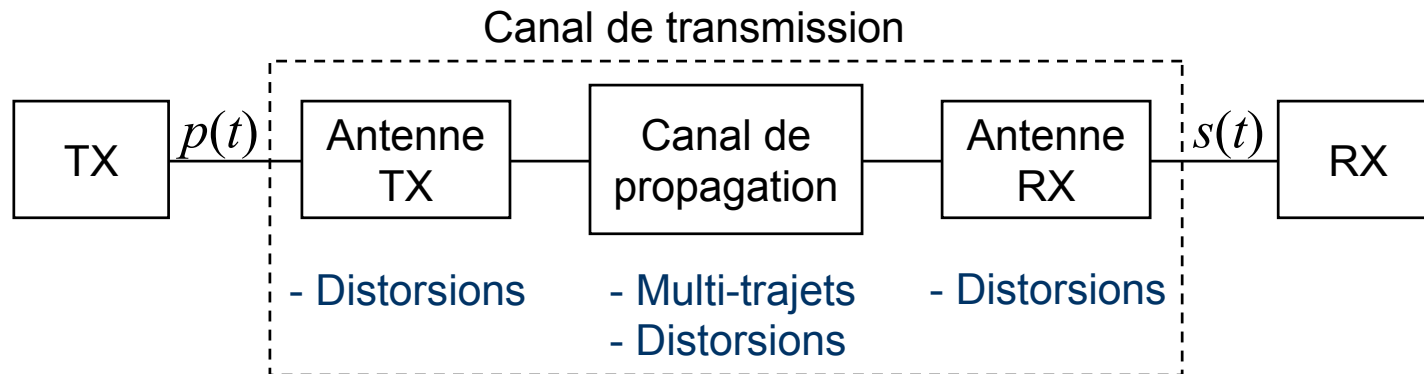 Canal de transmission
TX
p(t)
Antenne
TX
Canal de
propagation
Antenne
RX
s(t)
RX
- Distorsions
- Multi-trajets
- Distorsions
- Distorsions